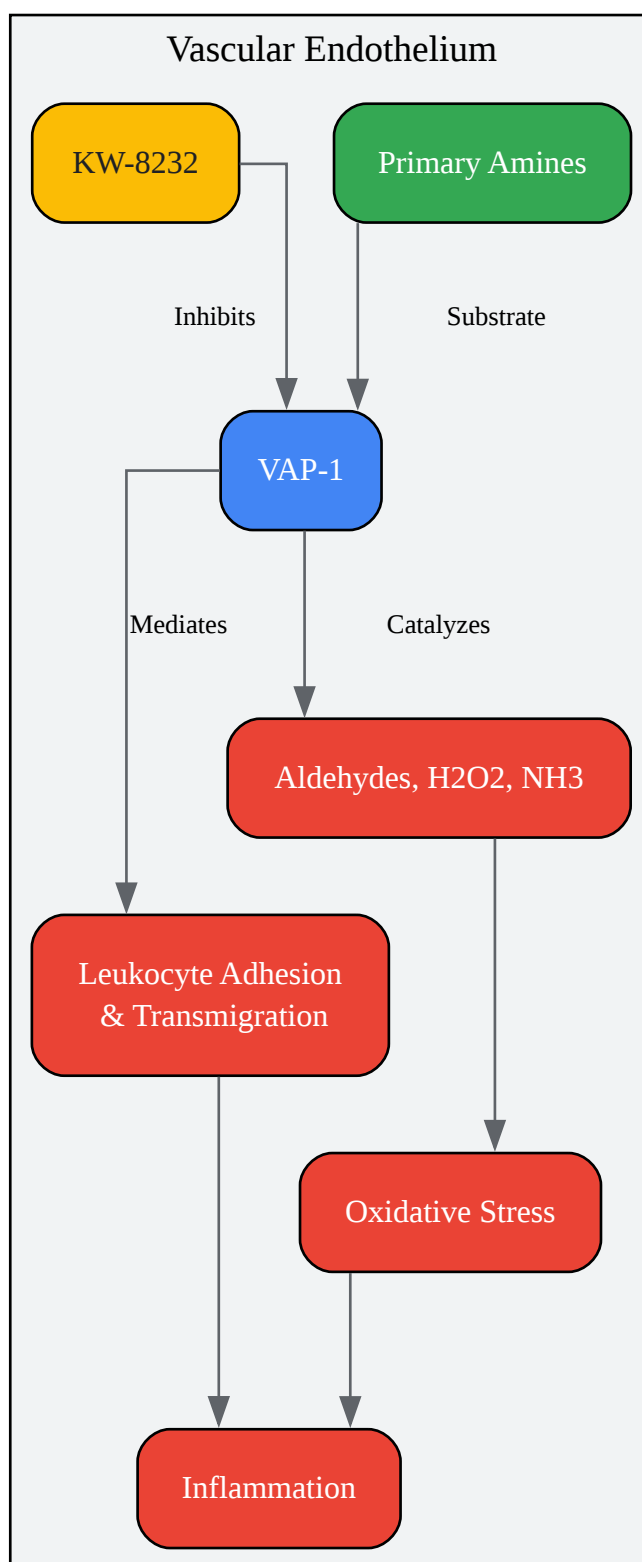 Vascular Endothelium
KW-8232
Primary Amines
Inhibits
Substrate
VAP-1
Mediates
Catalyzes
Aldehydes, H2O2, NH3
Leukocyte Adhesion
& Transmigration
Oxidative Stress
Inflammation